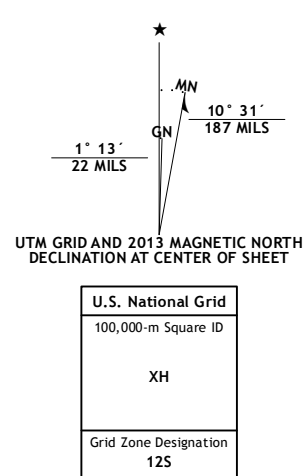 ★
MN
GN
10° 31´
187 MILS
1° 13´
22 MILS
UTM GRID AND 2013 MAGNETIC NORTH
DECLINATION AT CENTER OF SHEET
U.S. National Grid
100,000-m Square ID
XH
Grid Zone Designation
12S